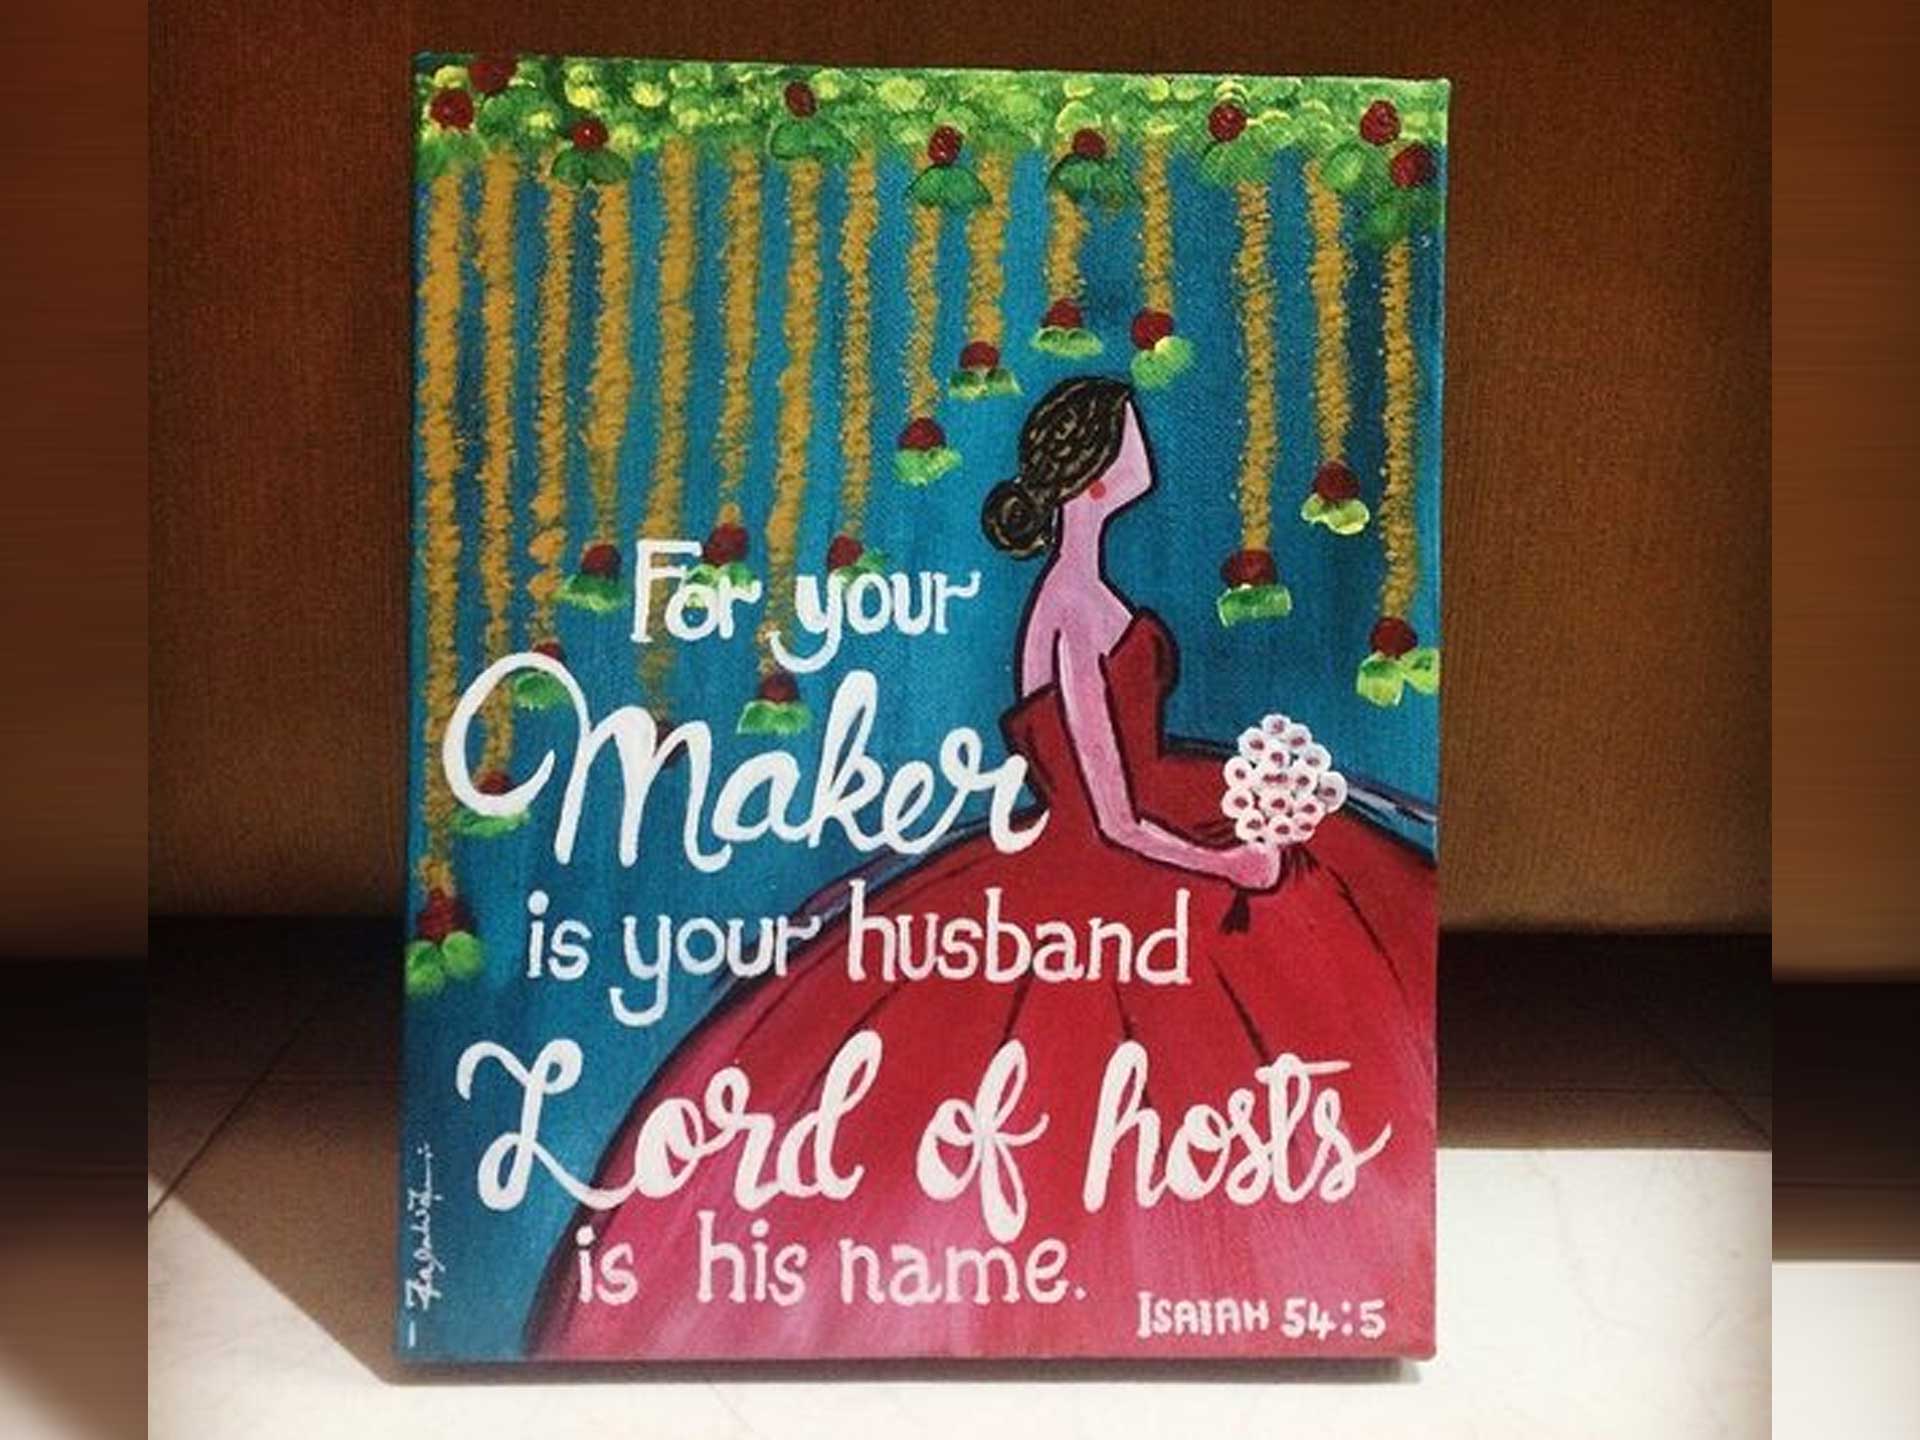 For your
Maker
is your husband
Lord of hosts
is his name.
ISAIAH 54:5